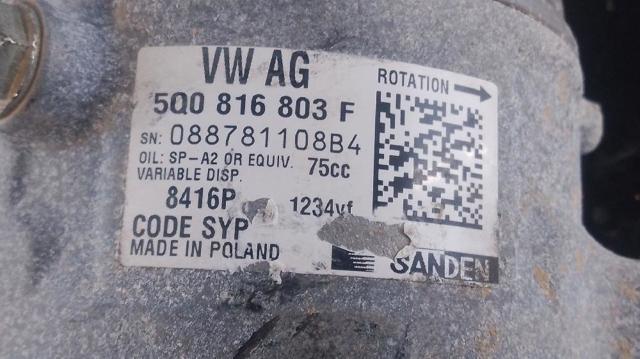 VW AG
ROTATION
5Q0 816 803 F
SN: 088781108B4
OIL: SP-A2 OR EQUIV. 75cc
VARIABLE DISP.
8416P 1234yf
CODE SYP
MADE IN POLAND
SANDEN